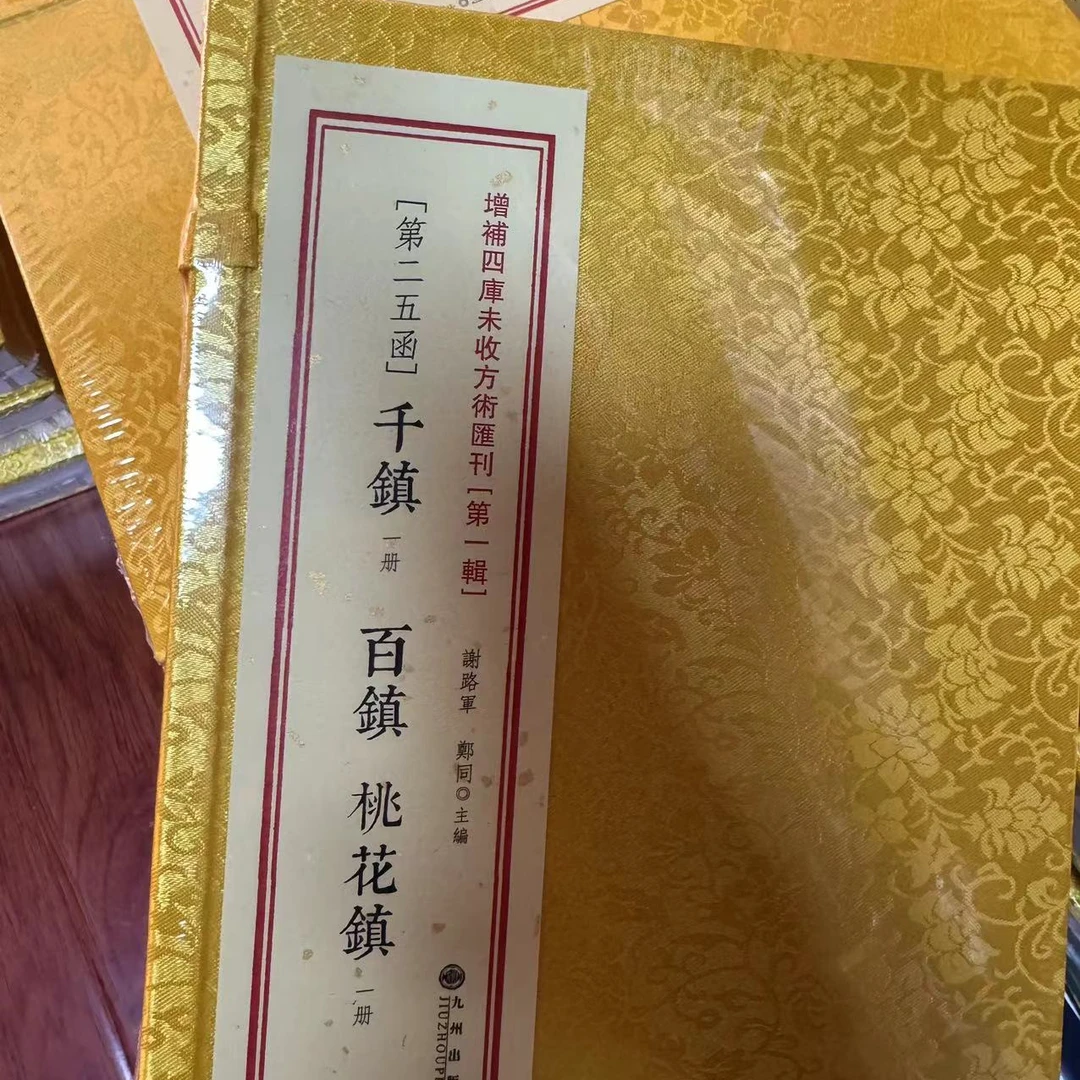 增補四庫未收方術匯刊[第一輯]
謝路軍 鄭同◎主編
[第二五函] 千鎮 一册 百鎮 桃花鎮 一册
九州出版
JIUZHOUP